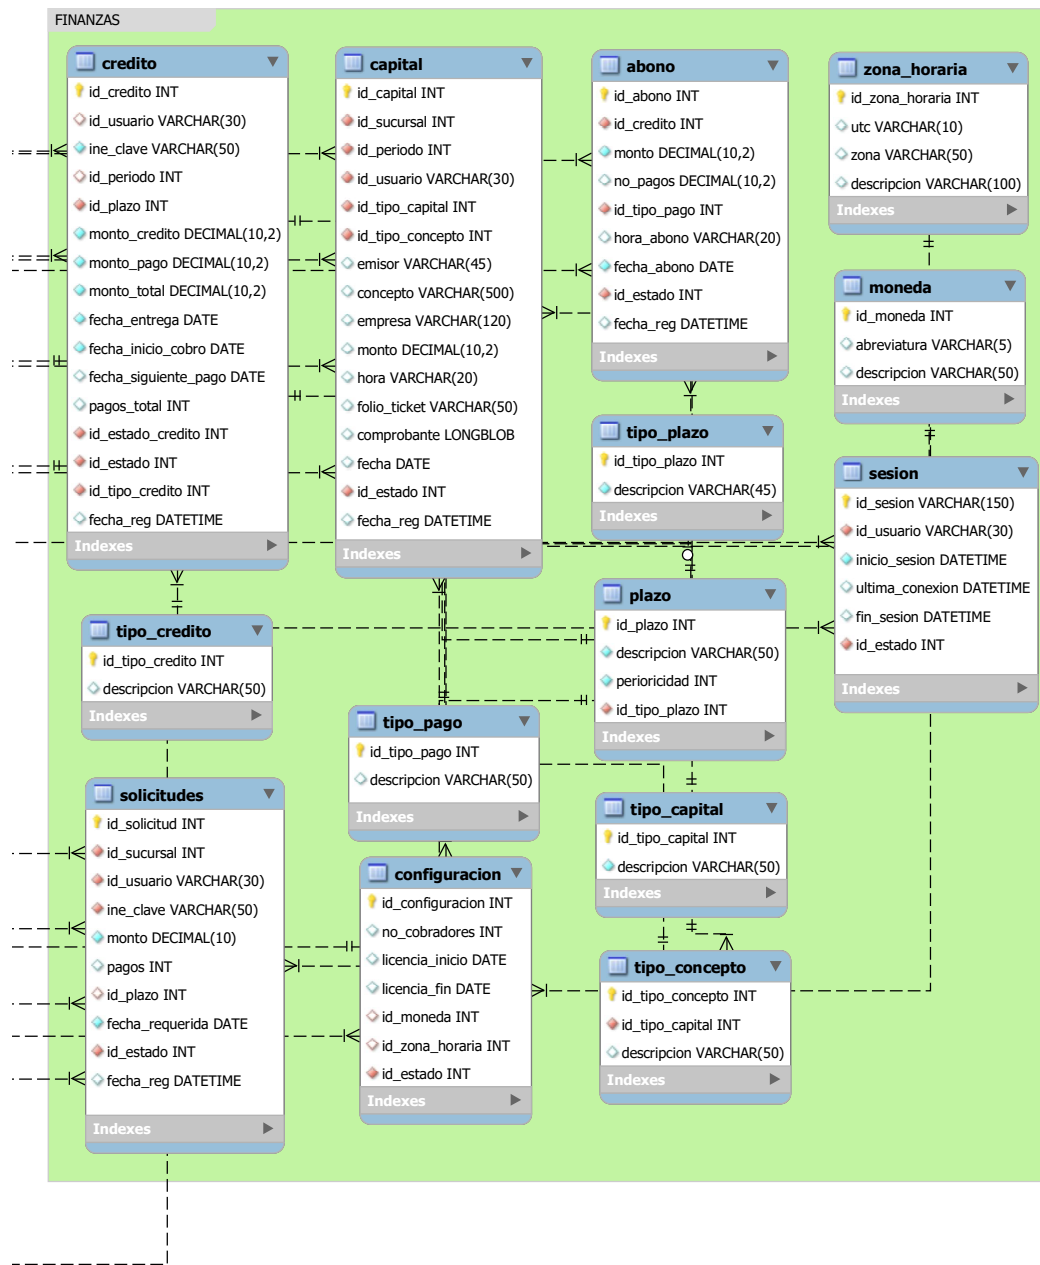 FINANZAS
credito
id_credito INT
id_usuario VARCHAR(30)
ine_clave VARCHAR(50)
id_periodo INT
id_plazo INT
monto_credito DECIMAL(10,2)
monto_pago DECIMAL(10,2)
monto_total DECIMAL(10,2)
fecha_entrega DATE
fecha_inicio_cobro DATE
fecha_siguiente_pago DATE
pagos_total INT
id_estado_credito INT
id_estado INT
id_tipo_credito INT
fecha_reg DATETIME
Indexes
capital
id_capital INT
id_sucursal INT
id_periodo INT
id_usuario VARCHAR(30)
id_tipo_capital INT
id_tipo_concepto INT
emisor VARCHAR(45)
concepto VARCHAR(500)
empresa VARCHAR(120)
monto DECIMAL(10,2)
hora VARCHAR(20)
folio_ticket VARCHAR(50)
comprobante LONGBLOB
fecha DATE
id_estado INT
fecha_reg DATETIME
Indexes
abono
id_abono INT
id_credito INT
monto DECIMAL(10,2)
no_pagos DECIMAL(10,2)
id_tipo_pago INT
hora_abono VARCHAR(20)
fecha_abono DATE
id_estado INT
fecha_reg DATETIME
Indexes
zona_horaria
id_zona_horaria INT
utc VARCHAR(10)
zona VARCHAR(50)
descripcion VARCHAR(100)
Indexes
moneda
id_moneda INT
abreviatura VARCHAR(5)
descripcion VARCHAR(50)
Indexes
tipo_plazo
id_tipo_plazo INT
descripcion VARCHAR(45)
Indexes
sesion
id_sesion VARCHAR(150)
id_usuario VARCHAR(30)
inicio_sesion DATETIME
ultima_conexion DATETIME
fin_sesion DATETIME
id_estado INT
Indexes
tipo_credito
id_tipo_credito INT
descripcion VARCHAR(50)
Indexes
plazo
id_plazo INT
descripcion VARCHAR(50)
perioricidad INT
id_tipo_plazo INT
Indexes
tipo_pago
id_tipo_pago INT
descripcion VARCHAR(50)
Indexes
solicitudes
id_solicitud INT
id_sucursal INT
id_usuario VARCHAR(30)
ine_clave VARCHAR(50)
monto DECIMAL(10)
pagos INT
id_plazo INT
fecha_requerida DATE
id_estado INT
fecha_reg DATETIME
Indexes
configuracion
id_configuracion INT
no_cobradores INT
licencia_inicio DATE
licencia_fin DATE
id_moneda INT
id_zona_horaria INT
id_estado INT
Indexes
tipo_capital
id_tipo_capital INT
descripcion VARCHAR(50)
Indexes
tipo_concepto
id_tipo_concepto INT
id_tipo_capital INT
descripcion VARCHAR(50)
Indexes